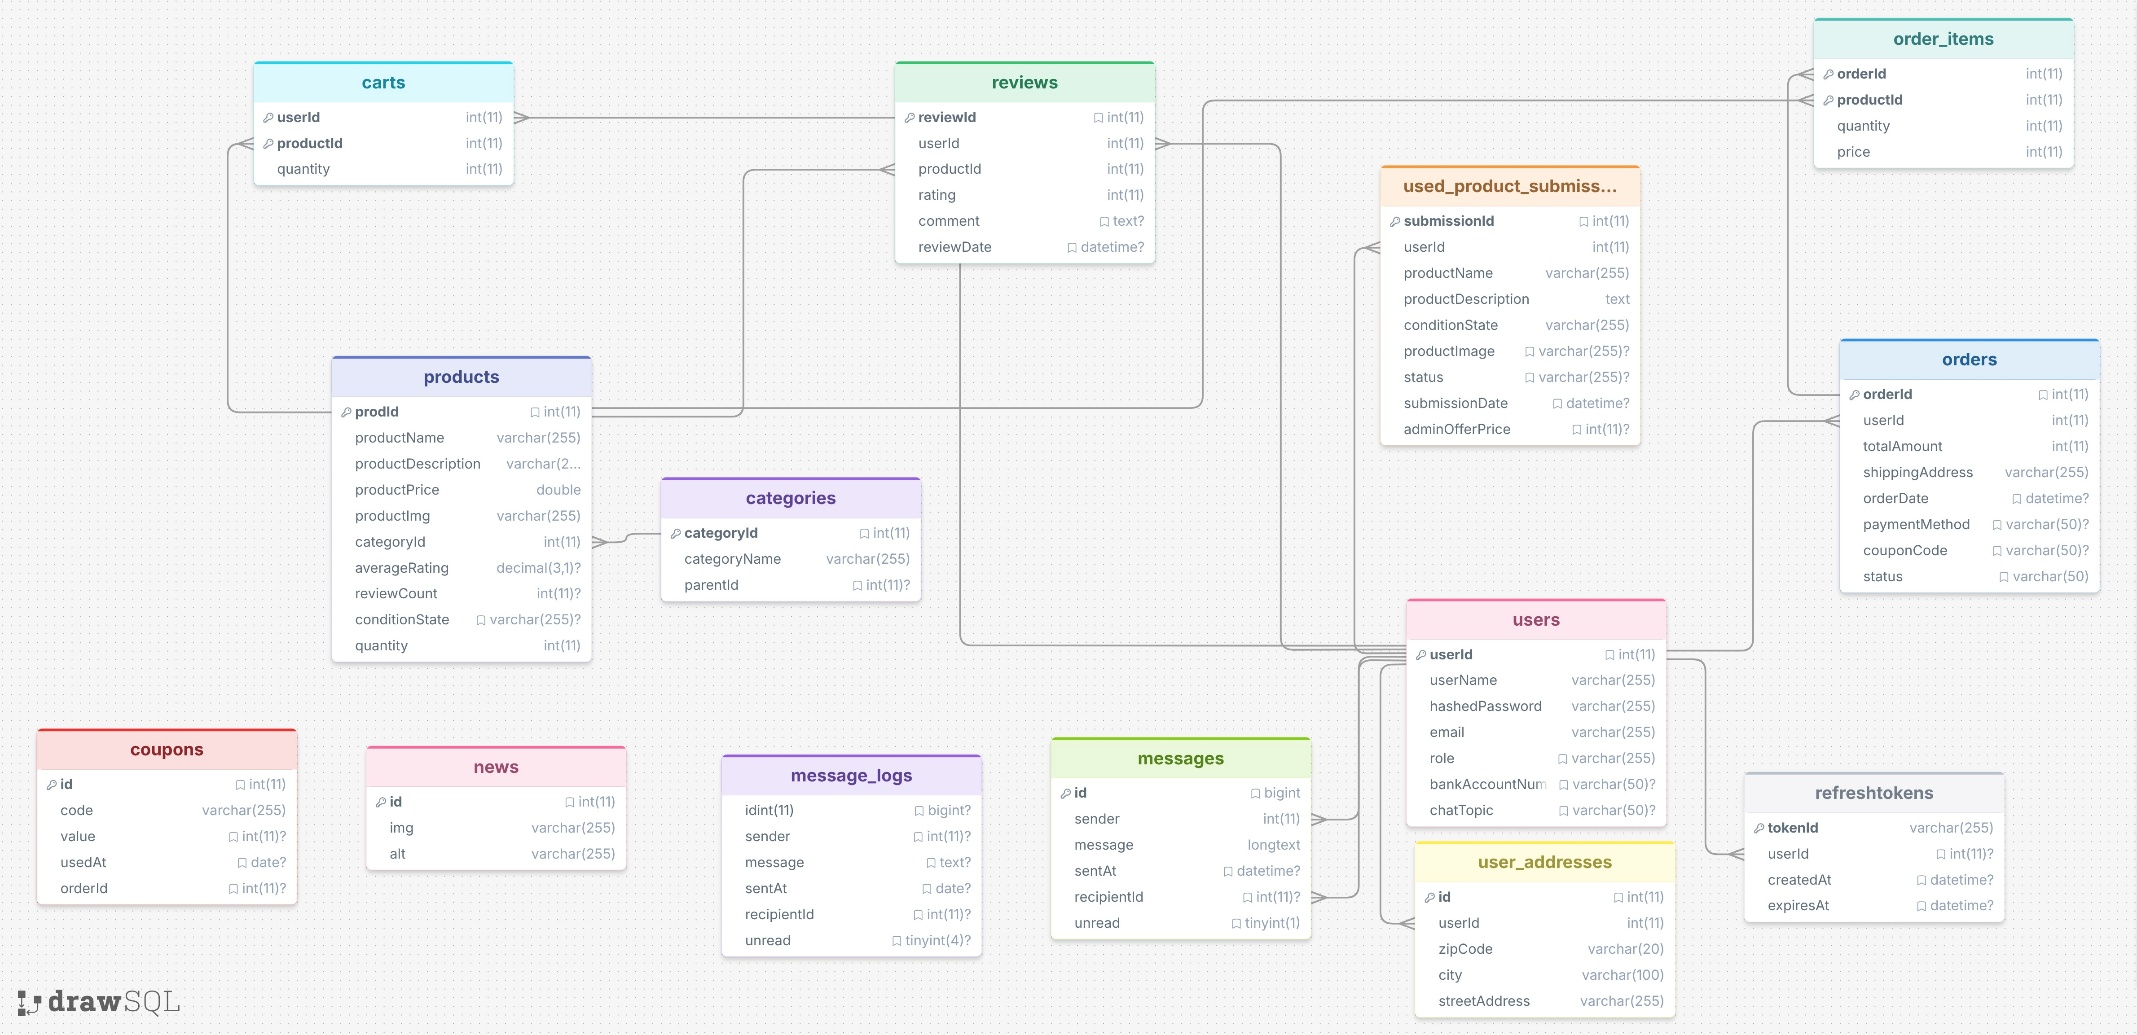 carts
userId int(11)
productId int(11)
quantity int(11)
reviews
reviewId int(11)
userId int(11)
productId int(11)
rating int(11)
comment text?
reviewDate datetime?
order_items
orderId int(11)
productId int(11)
quantity int(11)
price int(11)
used_product_submiss...
submissionId int(11)
userId int(11)
productName varchar(255)
productDescription text
conditionState varchar(255)
productImage varchar(255)?
status varchar(255)?
submissionDate datetime?
adminOfferPrice int(11)?
products
prodId int(11)
productName varchar(255)
productDescription varchar(2...
productPrice double
productImg varchar(255)
categoryId int(11)
averageRating decimal(3,1)?
reviewCount int(11)?
conditionState varchar(255)?
quantity int(11)
categories
categoryId int(11)
categoryName varchar(255)
parentId int(11)?
orders
orderId int(11)
userId int(11)
totalAmount int(11)
shippingAddress varchar(255)
orderDate datetime?
paymentMethod varchar(50)?
couponCode varchar(50)?
status varchar(50)
users
userId int(11)
userName varchar(255)
hashedPassword varchar(255)
email varchar(255)
role varchar(255)
bankAccountNum varchar(50)?
chatTopic varchar(50)?
coupons
id int(11)
code varchar(255)
value int(11)?
usedAt date?
orderId int(11)?
news
id int(11)
img varchar(255)
alt varchar(255)
message_logs
idint(11) bigint?
sender int(11)?
message text?
sentAt date?
recipientId int(11)?
unread tinyint(4)?
messages
id bigint
sender int(11)
message longtext
sentAt datetime?
recipientId int(11)?
unread tinyint(1)
user_addresses
id int(11)
userId int(11)
zipCode varchar(20)
city varchar(100)
streetAddress varchar(255)
refreshtokens
tokenId varchar(255)
userId int(11)?
createdAt datetime?
expiresAt datetime?
drawSQL